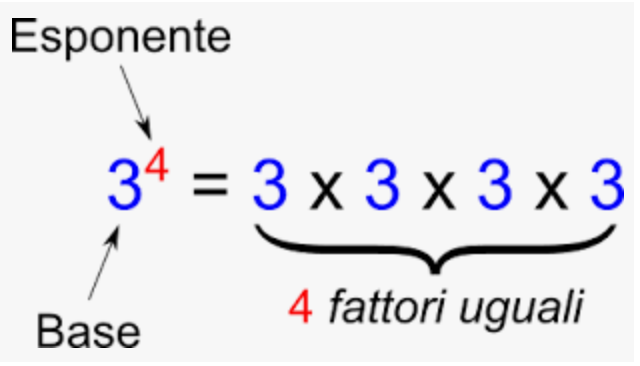 Esponente
3⁴ = 3 x 3 x 3 x 3
4 fattori uguali
Base